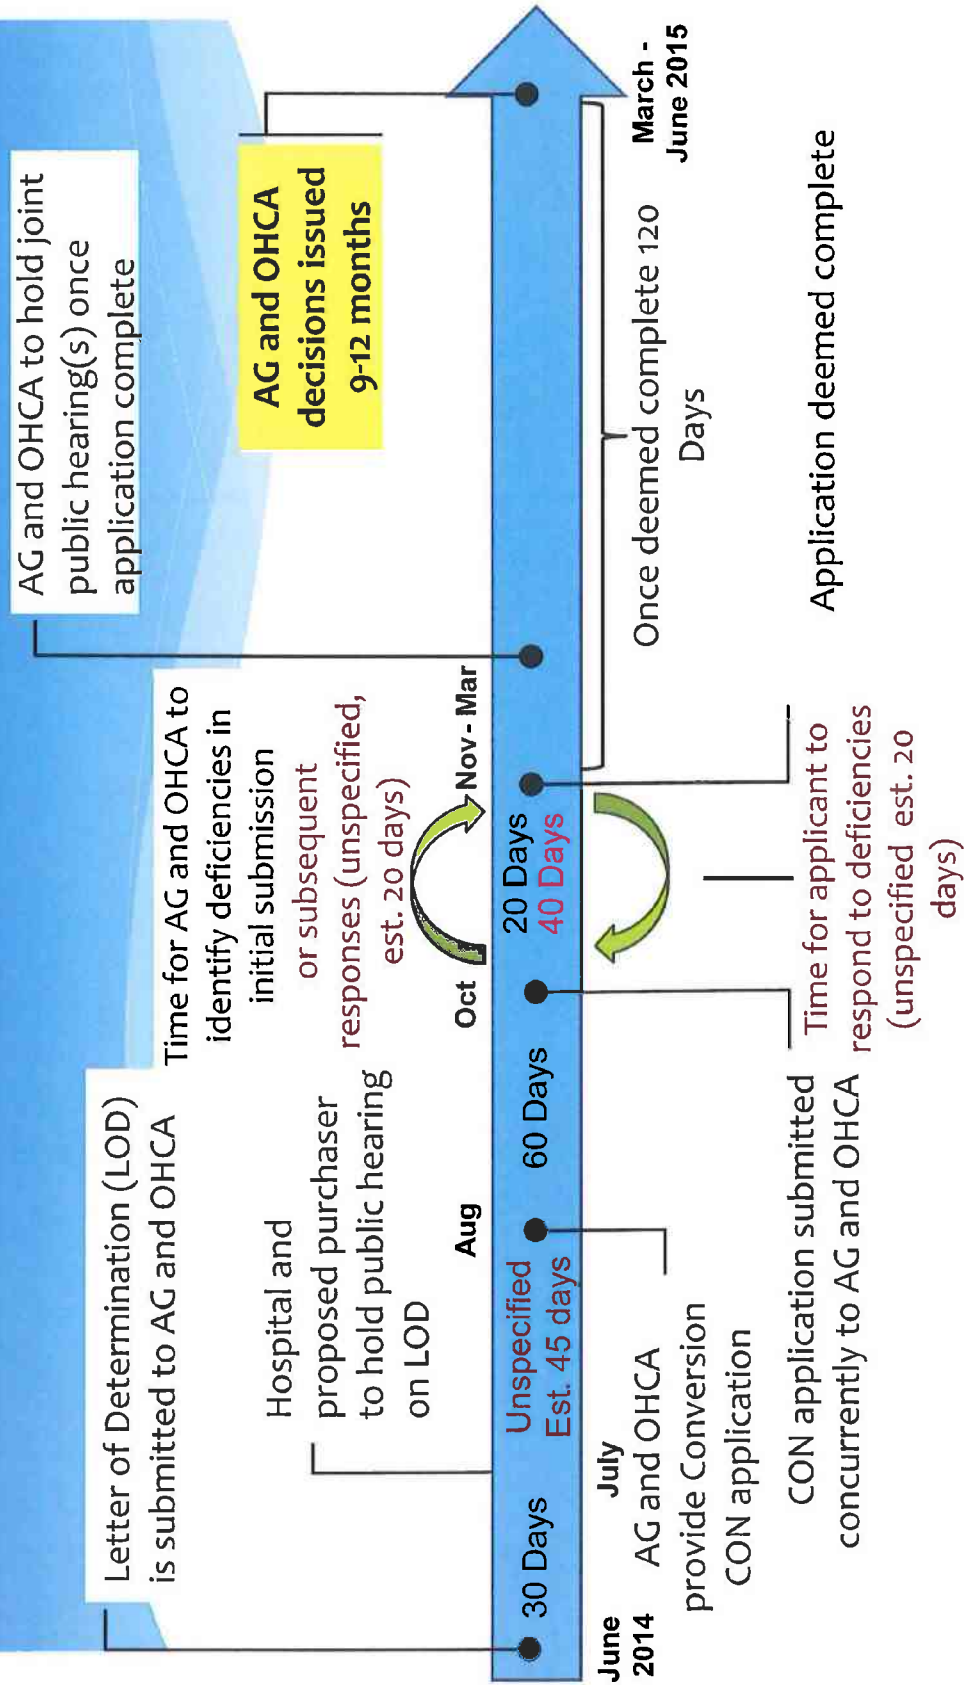 Letter of Determination (LOD)
is submitted to AG and OHCA
Hospital and
proposed purchaser
to hold public hearing
on LOD
Time for AG and OHCA to
identify deficiencies in
initial submission
or subsequent
responses (unspecified,
est. 20 days)
AG and OHCA to hold joint
public hearing(s) once
application complete
AG and OHCA
decisions issued
9-12 months
Aug
Oct
Nov - Mar
30 Days
Unspecified
Est. 45 days
60 Days
20 Days
40 Days
June
2014
July
March -
June 2015
AG and OHCA
provide Conversion
CON application
CON application submitted
concurrently to AG and OHCA
Time for applicant to
respond to deficiencies
(unspecified est. 20
days)
Once deemed complete 120
Days
Application deemed complete